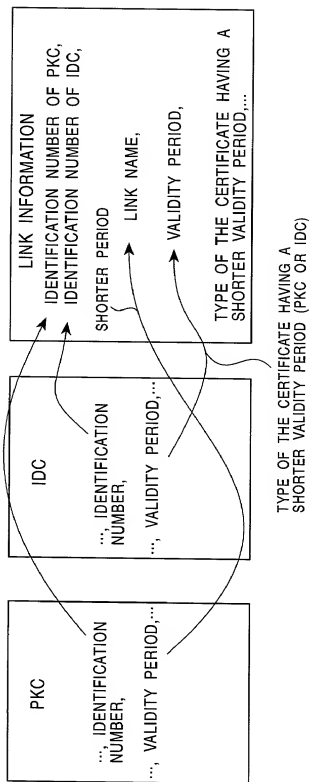 PKC
..., IDENTIFICATION
NUMBER,
..., VALIDITY PERIOD,...
IDC
..., IDENTIFICATION
NUMBER,
..., VALIDITY PERIOD,...
LINK INFORMATION
IDENTIFICATION NUMBER OF PKC,
IDENTIFICATION NUMBER OF IDC,
SHORTER PERIOD
LINK NAME,
VALIDITY PERIOD,
TYPE OF THE CERTIFICATE HAVING A
SHORTER VALIDITY PERIOD,...
TYPE OF THE CERTIFICATE HAVING A
SHORTER VALIDITY PERIOD (PKC OR IDC)